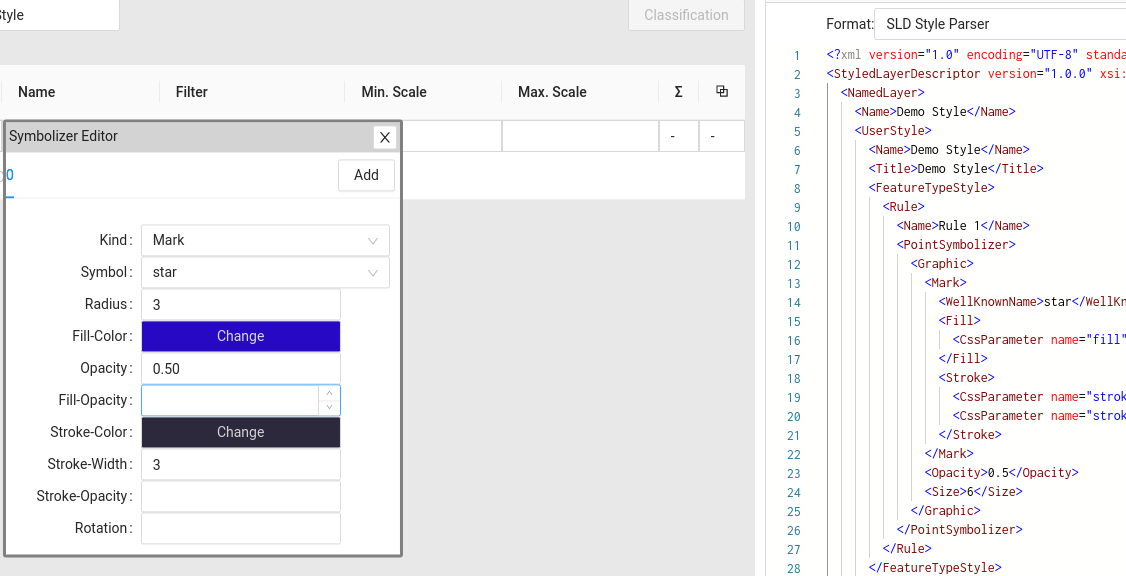 Style
Classification
Name Filter Min. Scale Max. Scale Σ
- -
Symbolizer Editor X
0 Add
Kind: Mark
Symbol: star
Radius: 3
Fill-Color: Change
Opacity: 0.50
Fill-Opacity:
Stroke-Color: Change
Stroke-Width: 3
Stroke-Opacity:
Rotation:
Format: SLD Style Parser
1 <?xml version="1.0" encoding="UTF-8" standa
2 <StyledLayerDescriptor version="1.0.0" xsi:
3 <NamedLayer>
4 <Name>Demo Style</Name>
5 <UserStyle>
6 <Name>Demo Style</Name>
7 <Title>Demo Style</Title>
8 <FeatureTypeStyle>
9 <Rule>
10 <Name>Rule 1</Name>
11 <PointSymbolizer>
12 <Graphic>
13 <Mark>
14 <WellKnownName>star</WellKn
15 <Fill>
16 <CssParameter name="fill"
17 </Fill>
18 <Stroke>
19 <CssParameter name="strok
20 <CssParameter name="strok
21 </Stroke>
22 </Mark>
23 <Opacity>0.5</Opacity>
24 <Size>6</Size>
25 </Graphic>
26 </PointSymbolizer>
27 </Rule>
28 </FeatureTypeStyle>